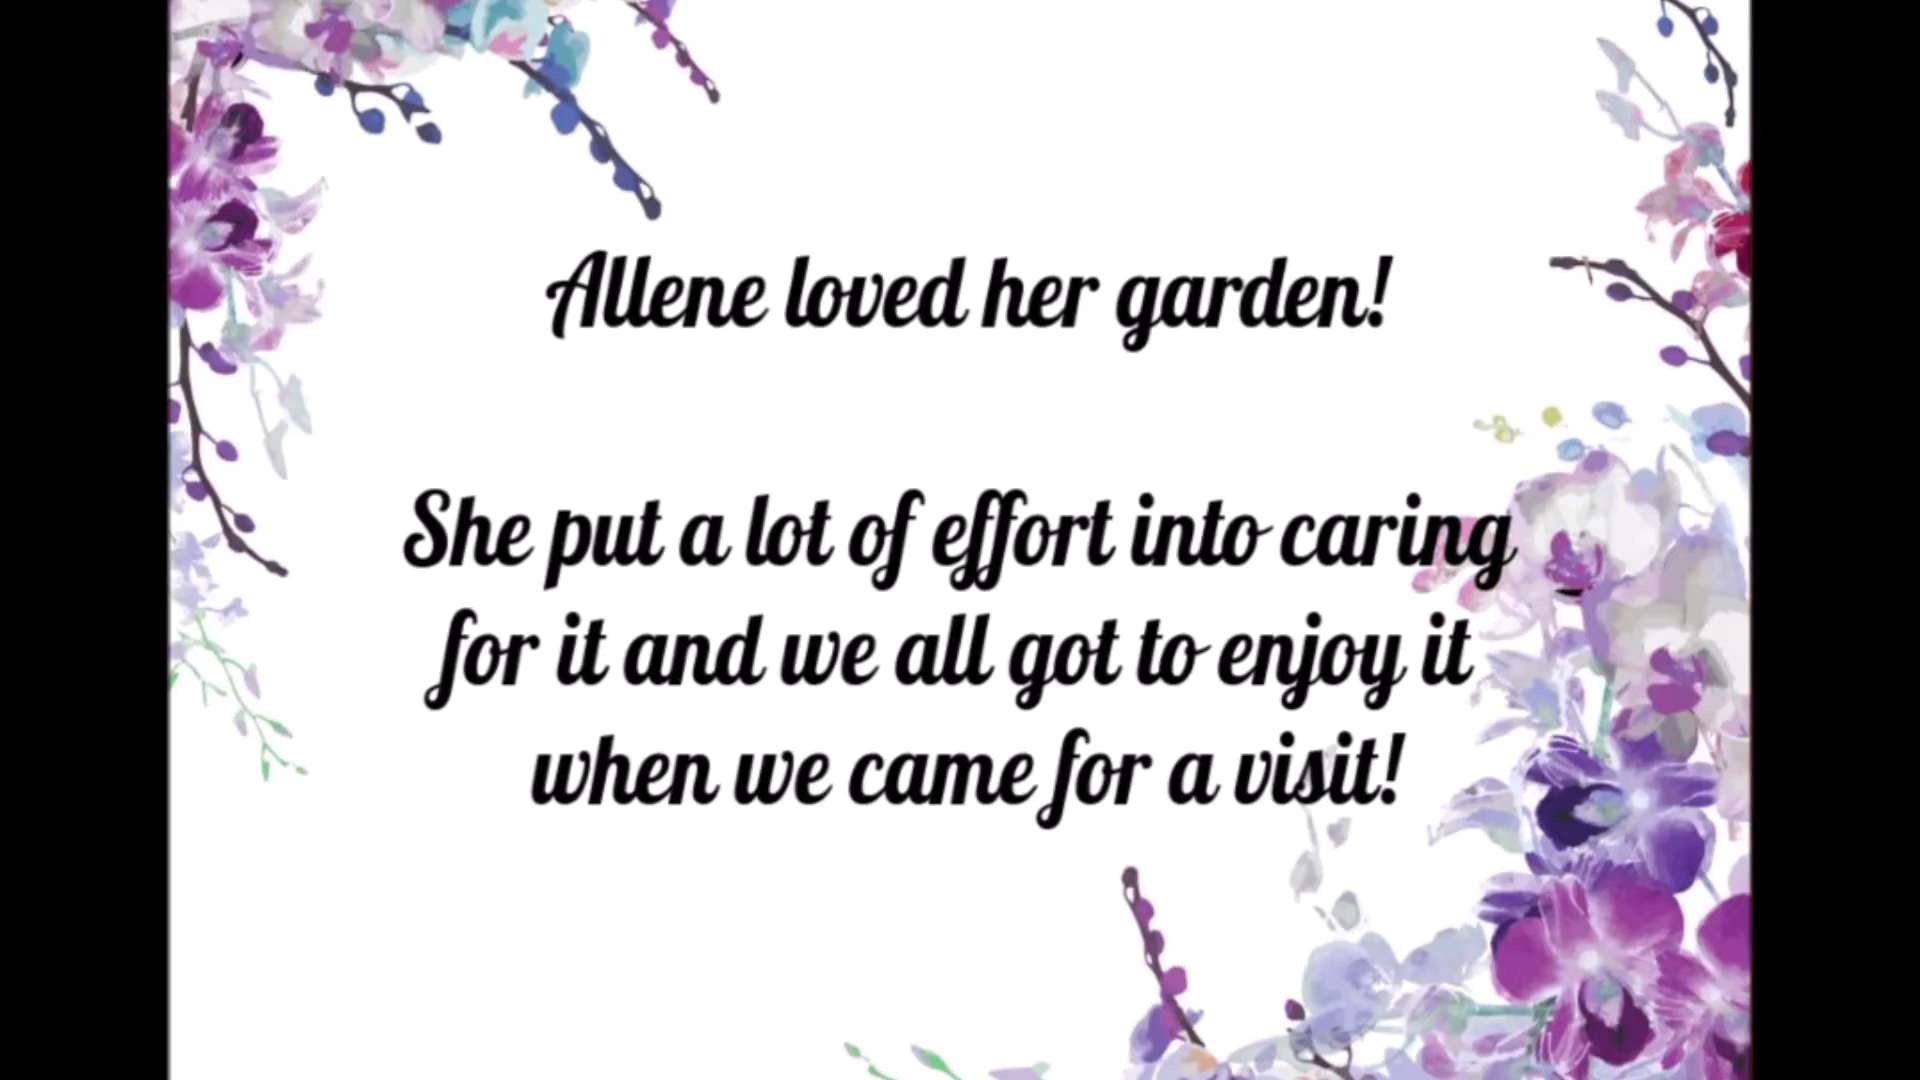 Allene loved her garden!
She put a lot of effort into caring
for it and we all got to enjoy it
when we came for a visit!